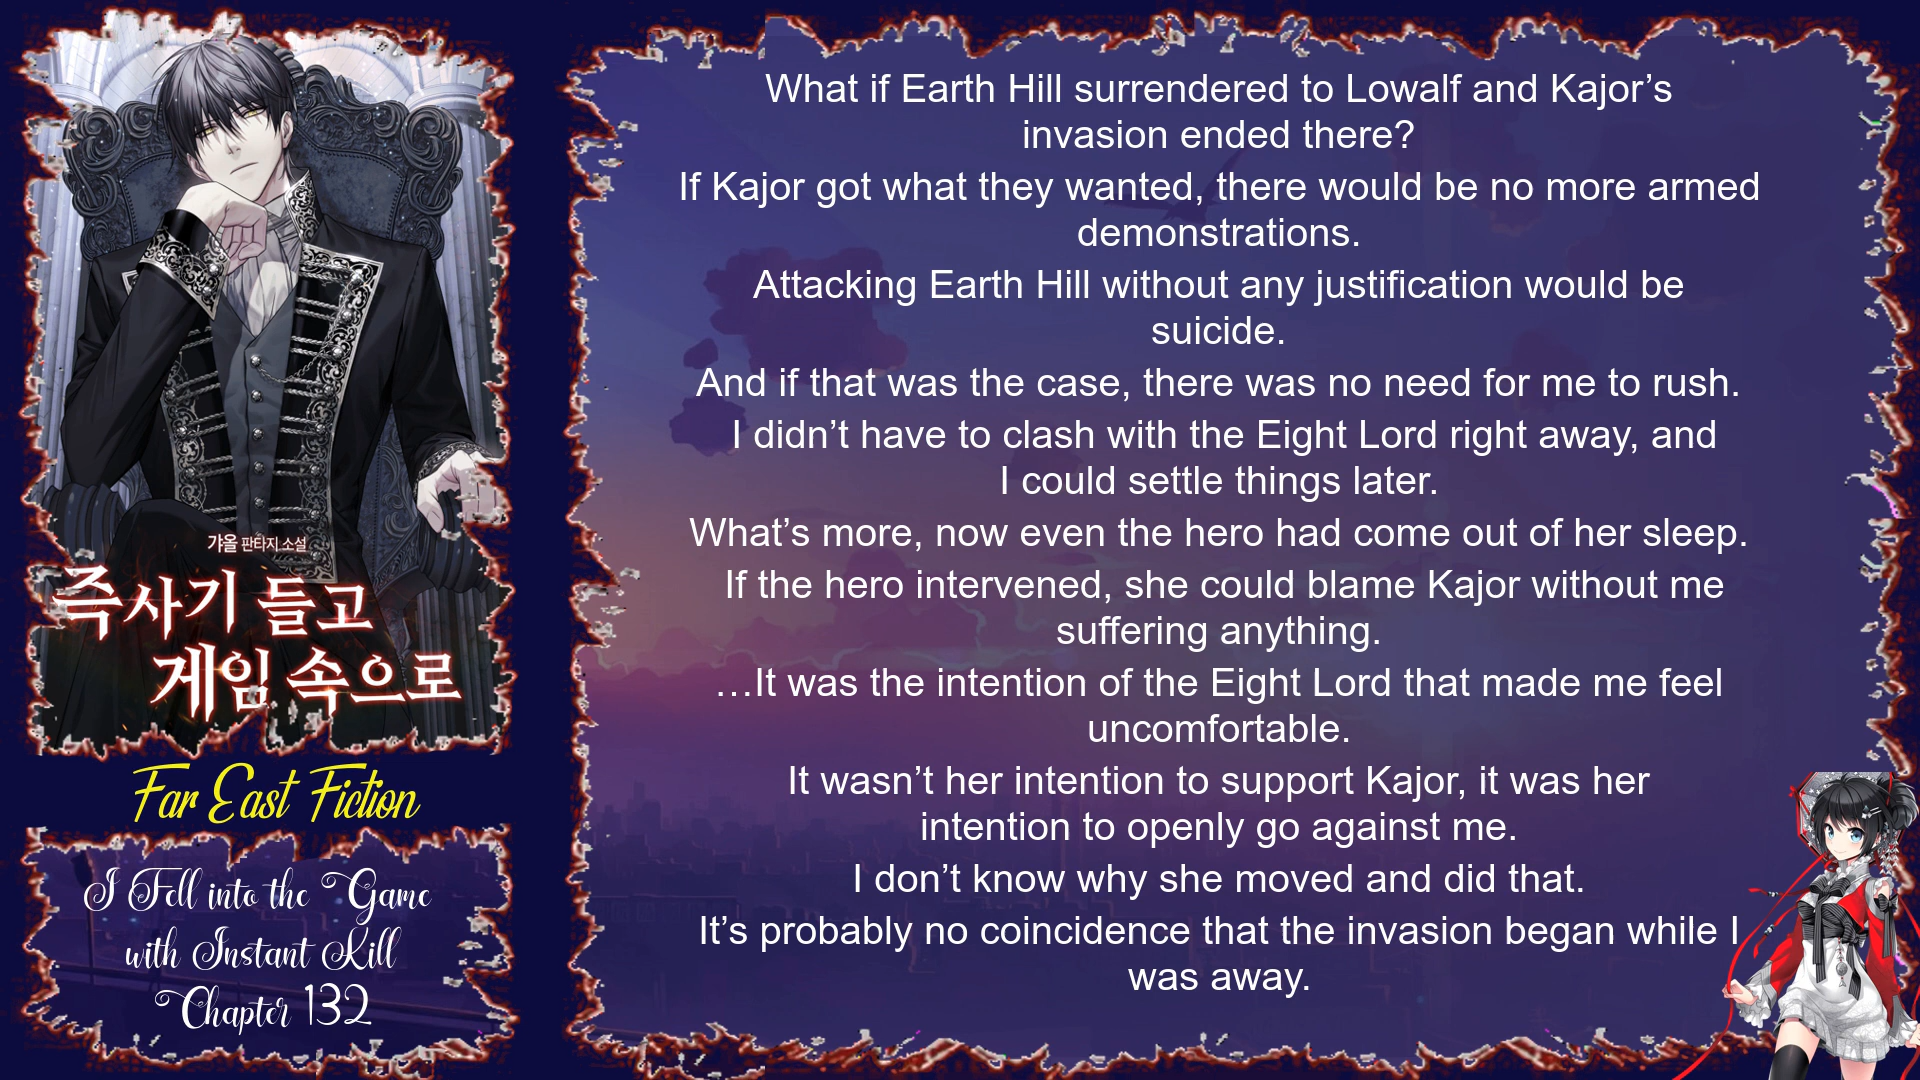 갸올 판타지 소설
즉사기 들고
게임 속으로
Far East Fiction
I Fell into the Game
with Instant Kill
Chapter 132
What if Earth Hill surrendered to Lowalf and Kajor’s
invasion ended there?
If Kajor got what they wanted, there would be no more armed
demonstrations.
Attacking Earth Hill without any justification would be
suicide.
And if that was the case, there was no need for me to rush.
I didn’t have to clash with the Eight Lord right away, and
I could settle things later.
What’s more, now even the hero had come out of her sleep.
If the hero intervened, she could blame Kajor without me
suffering anything.
…It was the intention of the Eight Lord that made me feel
uncomfortable.
It wasn’t her intention to support Kajor, it was her
intention to openly go against me.
I don’t know why she moved and did that.
It’s probably no coincidence that the invasion began while I
was away.